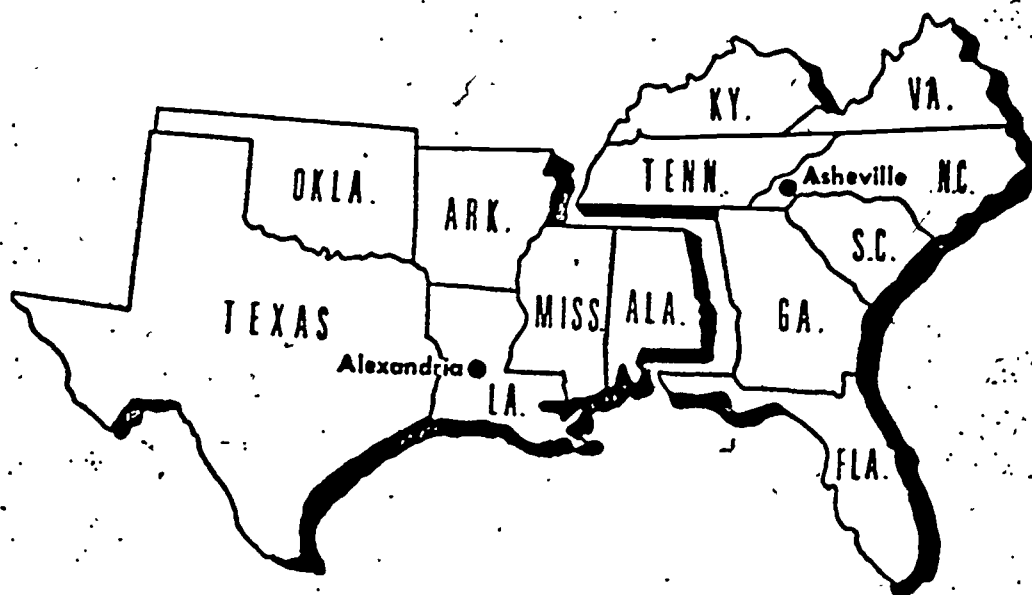 KY.
VA.
TENN.
Asheville
N.C.
OKLA.
ARK.
S.C.
TEXAS
MISS.
ALA.
GA.
Alexandria
LA.
FLA.